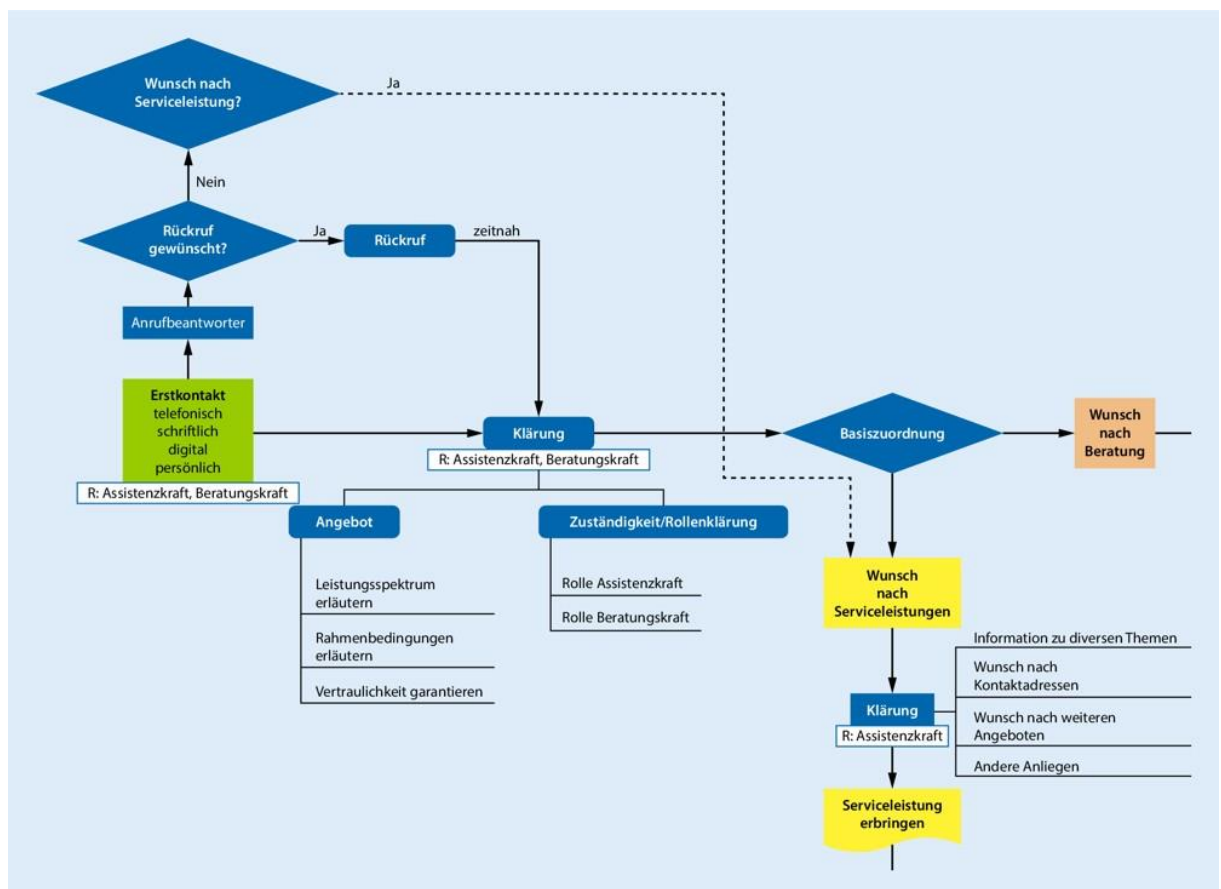 Wunsch nach
Serviceleistung?
Ja
Nein
Rückruf
gewünscht?
Ja
Rückruf
zeitnah
Anrufbeantworter
Erstkontakt
telefonisch
schriftlich
digital
persönlich
R: Assistenzkraft, Beratungskraft
Klärung
R: Assistenzkraft, Beratungskraft
Basiszuordnung
Wunsch
nach
Beratung
Angebot
Leistungsspektrum
erläutern
Rahmenbedingungen
erläutern
Vertraulichkeit garantieren
Zuständigkeit/Rollenklärung
Rolle Assistenzkraft
Rolle Beratungskraft
Wunsch
nach
Serviceleistungen
Klärung
R: Assistenzkraft
Information zu diversen Themen
Wunsch nach
Kontaktadressen
Wunsch nach weiteren
Angeboten
Andere Anliegen
Serviceleistung
erbringen